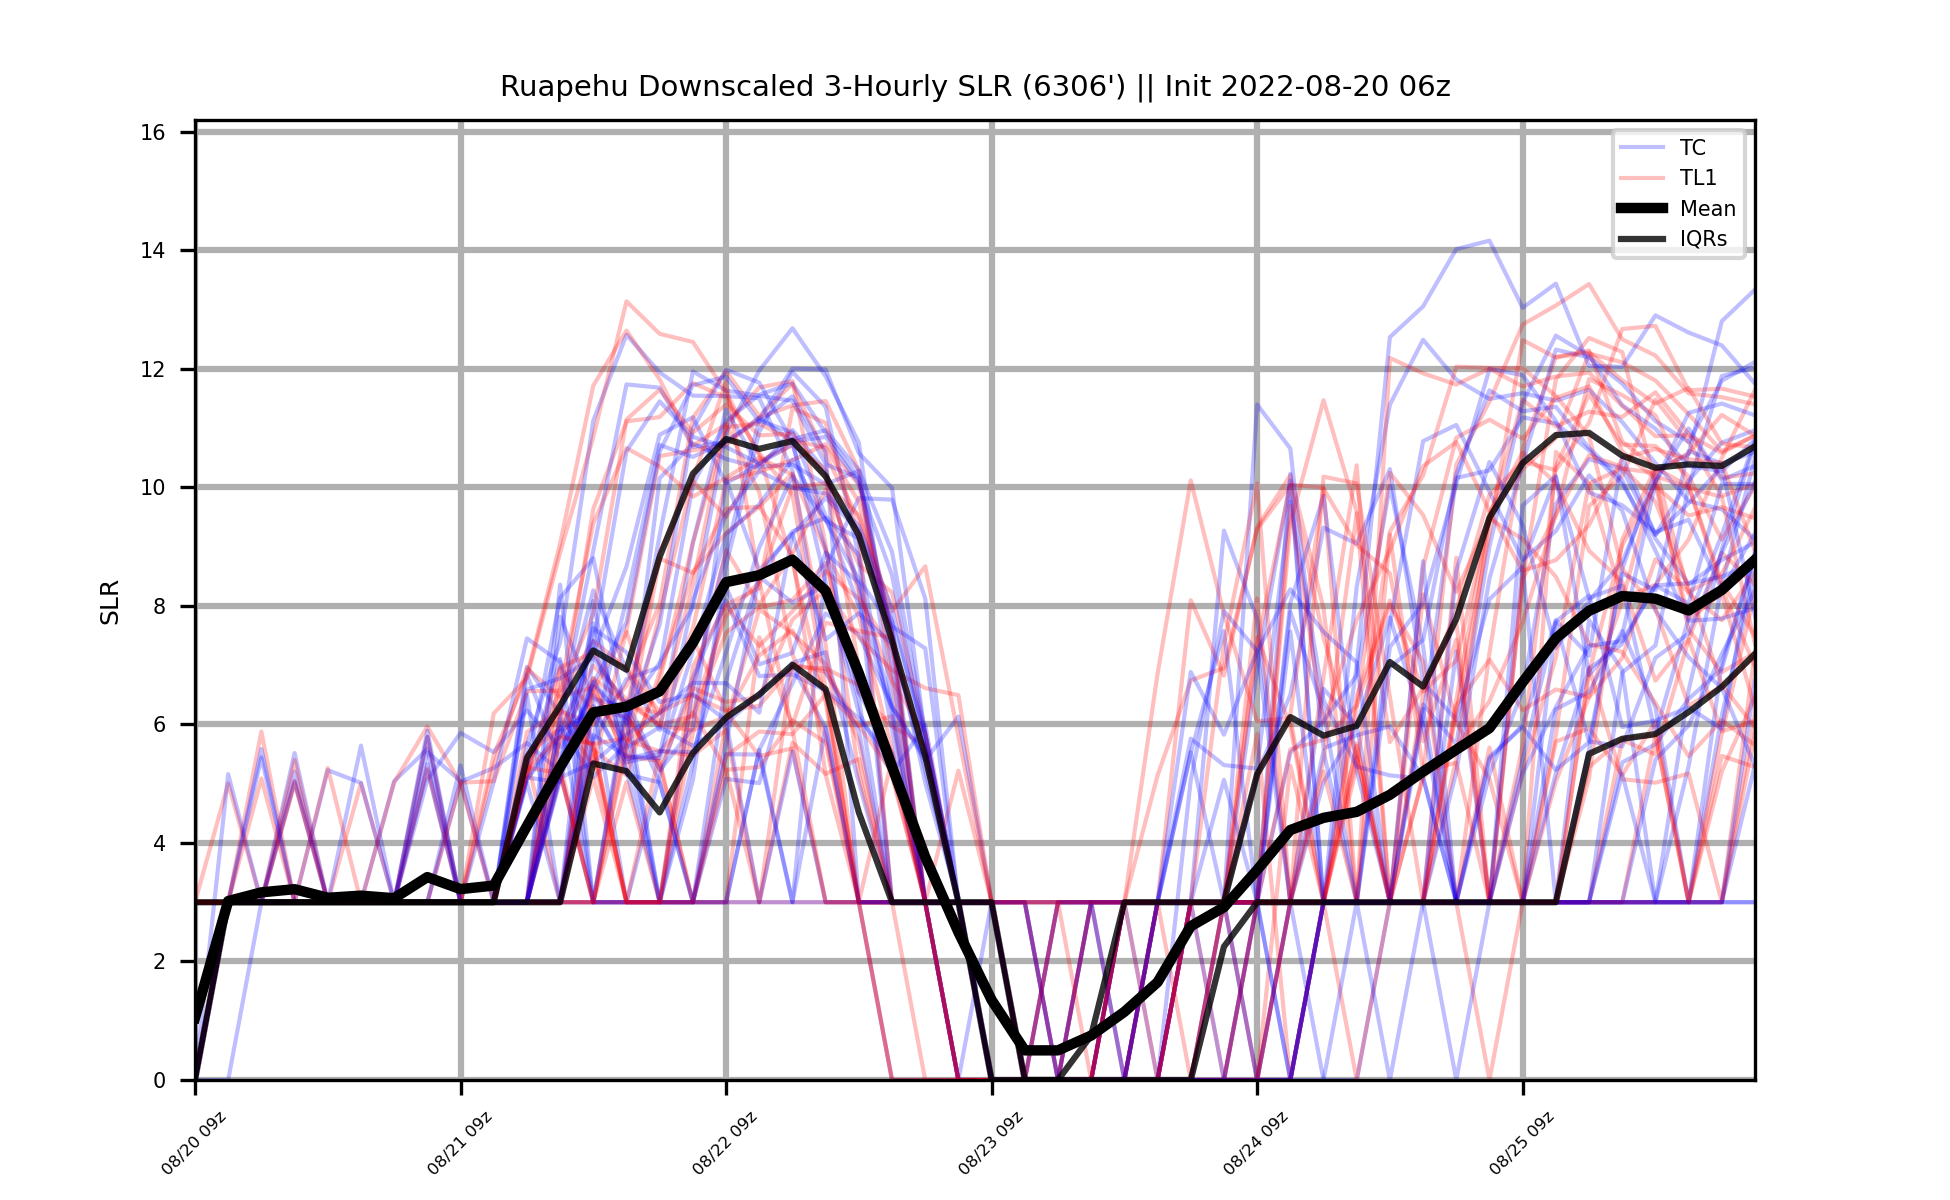 Ruapehu Downscaled 3-Hourly SLR (6306') || Init 2022-08-20 06z
16
14
12
10
8
6
4
2
0
SLR
TC
TL1
Mean
IQRs
08/20 09z
08/21 09z
08/22 09z
08/23 09z
08/24 09z
08/25 09z